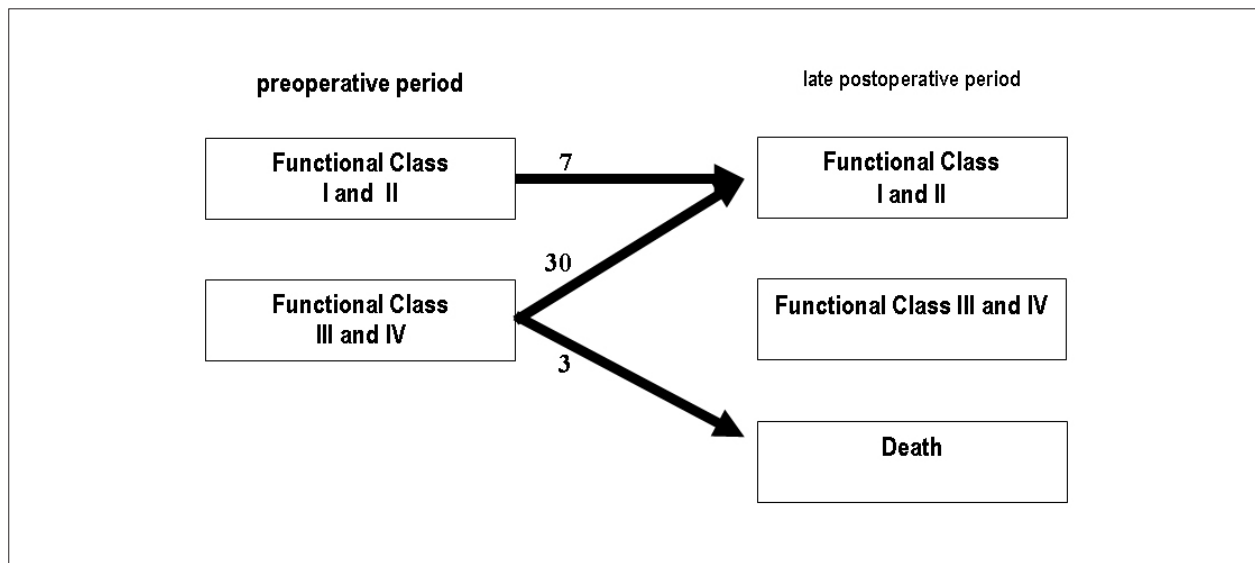 preoperative period
late postoperative period
Functional Class
I and II
7
Functional Class
I and II
30
Functional Class
III and IV
Functional Class III and IV
3
Death